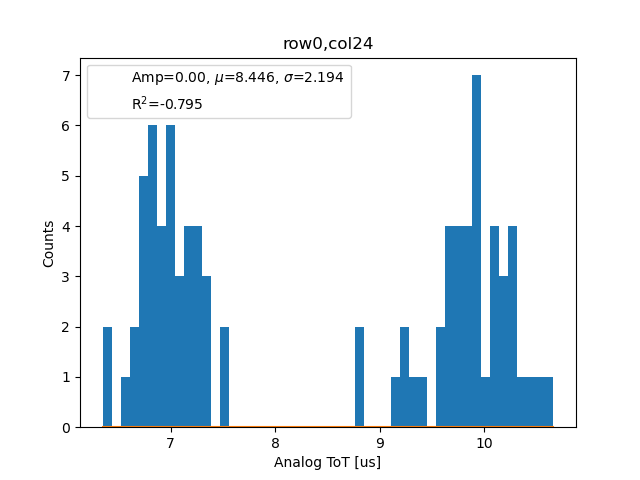 row0,col24
Amp=0.00, μ=8.446, σ=2.194
R²=-0.795
7
6
5
4
3
2
1
0
Counts
7 8 9 10
Analog ToT [us]